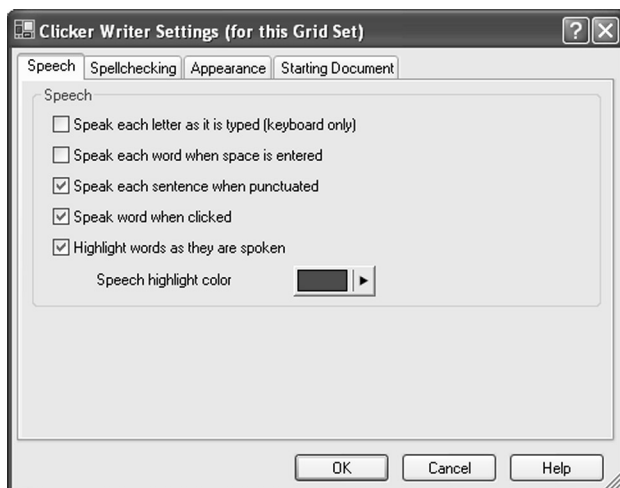 Clicker Writer Settings (for this Grid Set)
Speech Spellchecking Appearance Starting Document
Speech
Speak each letter as it is typed (keyboard only)
Speak each word when space is entered
Speak each sentence when punctuated
Speak word when clicked
Highlight words as they are spoken
Speech highlight color
OK Cancel Help